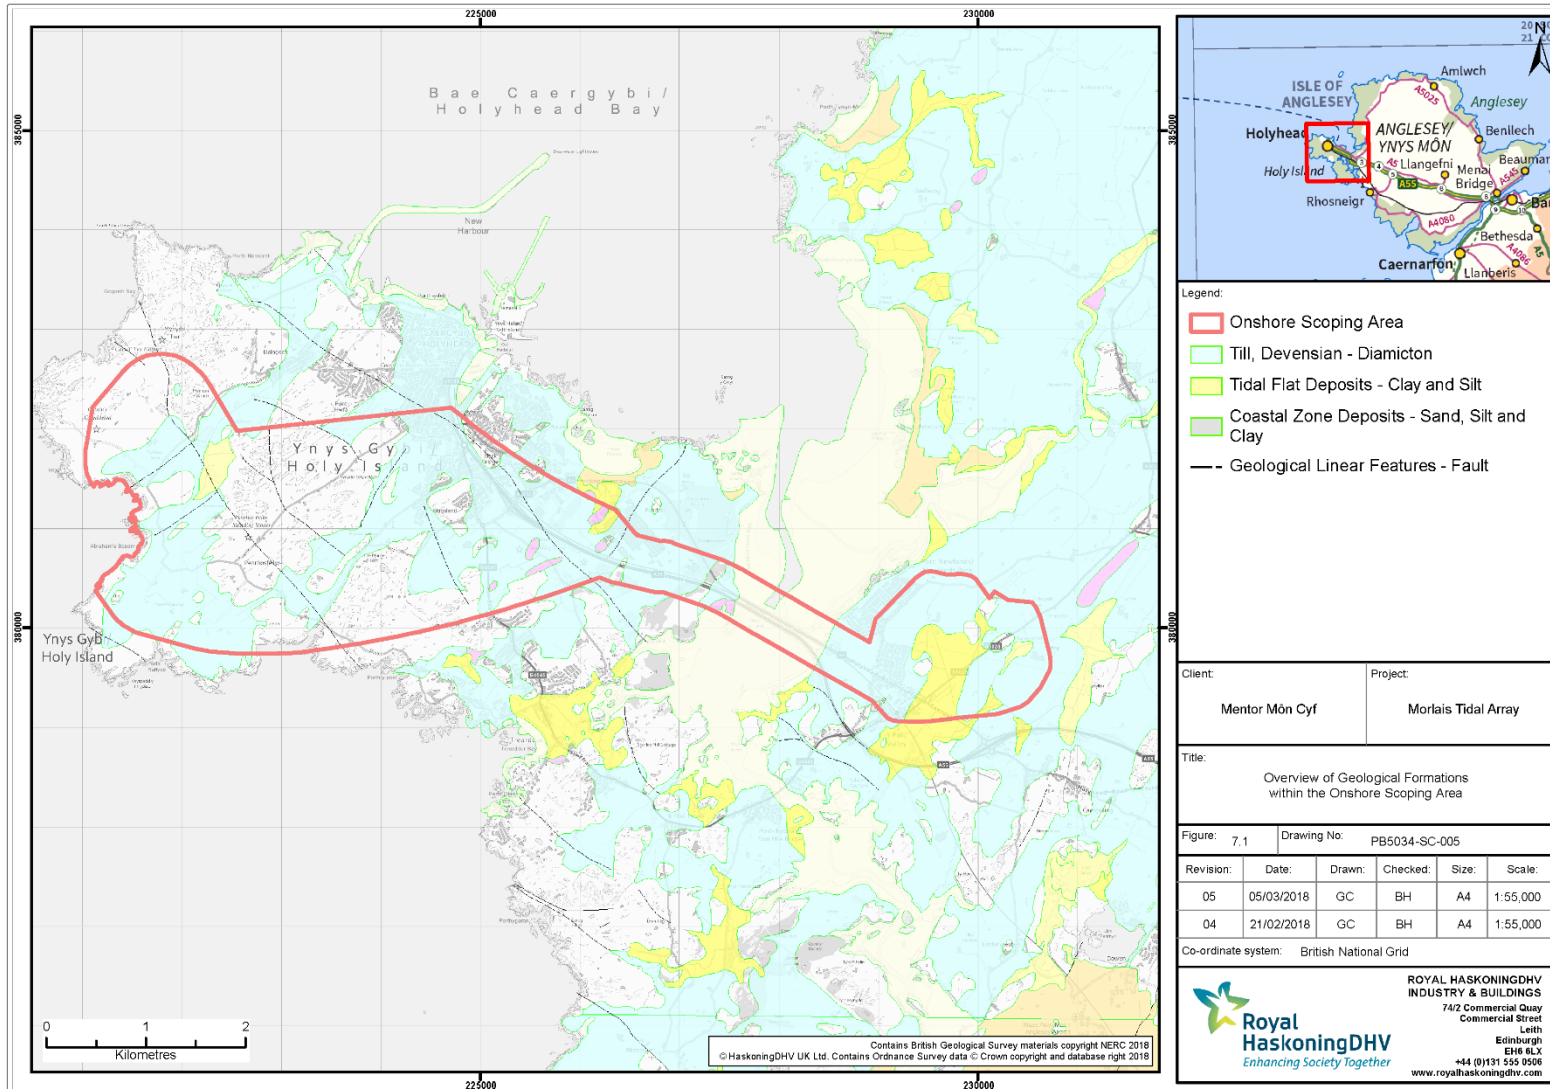 225000
230000
385000
385000
380000
380000
225000
230000
Bae Caergybi/
Holyhead Bay
New
Harbour
Ynys Gybi/
Holy Island
Ynys Gybi/
Holy Island
0 1 2
Kilometres
Contains British Geological Survey materials copyright NERC 2018
© HaskoningDHV UK Ltd. Contains Ordnance Survey data © Crown copyright and database right 2018
N
ISLE OF
ANGLESEY
Amlwch
A5025
Anglesey
Holyhead
ANGLESEY/
YNYS MÔN
Benllech
Holy Island
A5
Llangefni
Menai
Bridge
A545
A55
Rhosneigr
A4080
Bethesda
A5
Caernarfon
A4086
Llanberis
Legend:
Onshore Scoping Area
Till, Devensian - Diamicton
Tidal Flat Deposits - Clay and Silt
Coastal Zone Deposits - Sand, Silt and
Clay
Geological Linear Features - Fault
Client:
Mentor Môn Cyf
Project:
Morlais Tidal Array
Title:
Overview of Geological Formations
within the Onshore Scoping Area
Figure: 7.1 Drawing No: PB5034-SC-005
Revision: Date: Drawn: Checked: Size: Scale:
05 05/03/2018 GC BH A4 1:55,000
04 21/02/2018 GC BH A4 1:55,000
Co-ordinate system: British National Grid
Royal
HaskoningDHV
Enhancing Society Together
ROYAL HASKONINGDHV
INDUSTRY & BUILDINGS
74/2 Commercial Quay
Commercial Street
Leith
Edinburgh
EH6 6LX
+44 (0)131 555 0506
www.royalhaskoningdhv.com